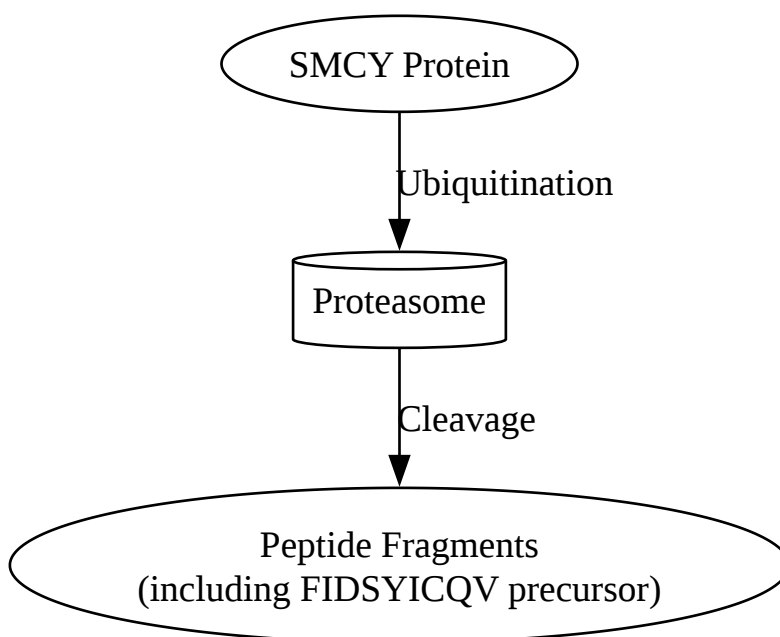 SMCY Protein
Ubiquitination
Proteasome
Cleavage
Peptide Fragments
(including FIDSYICQV precursor)